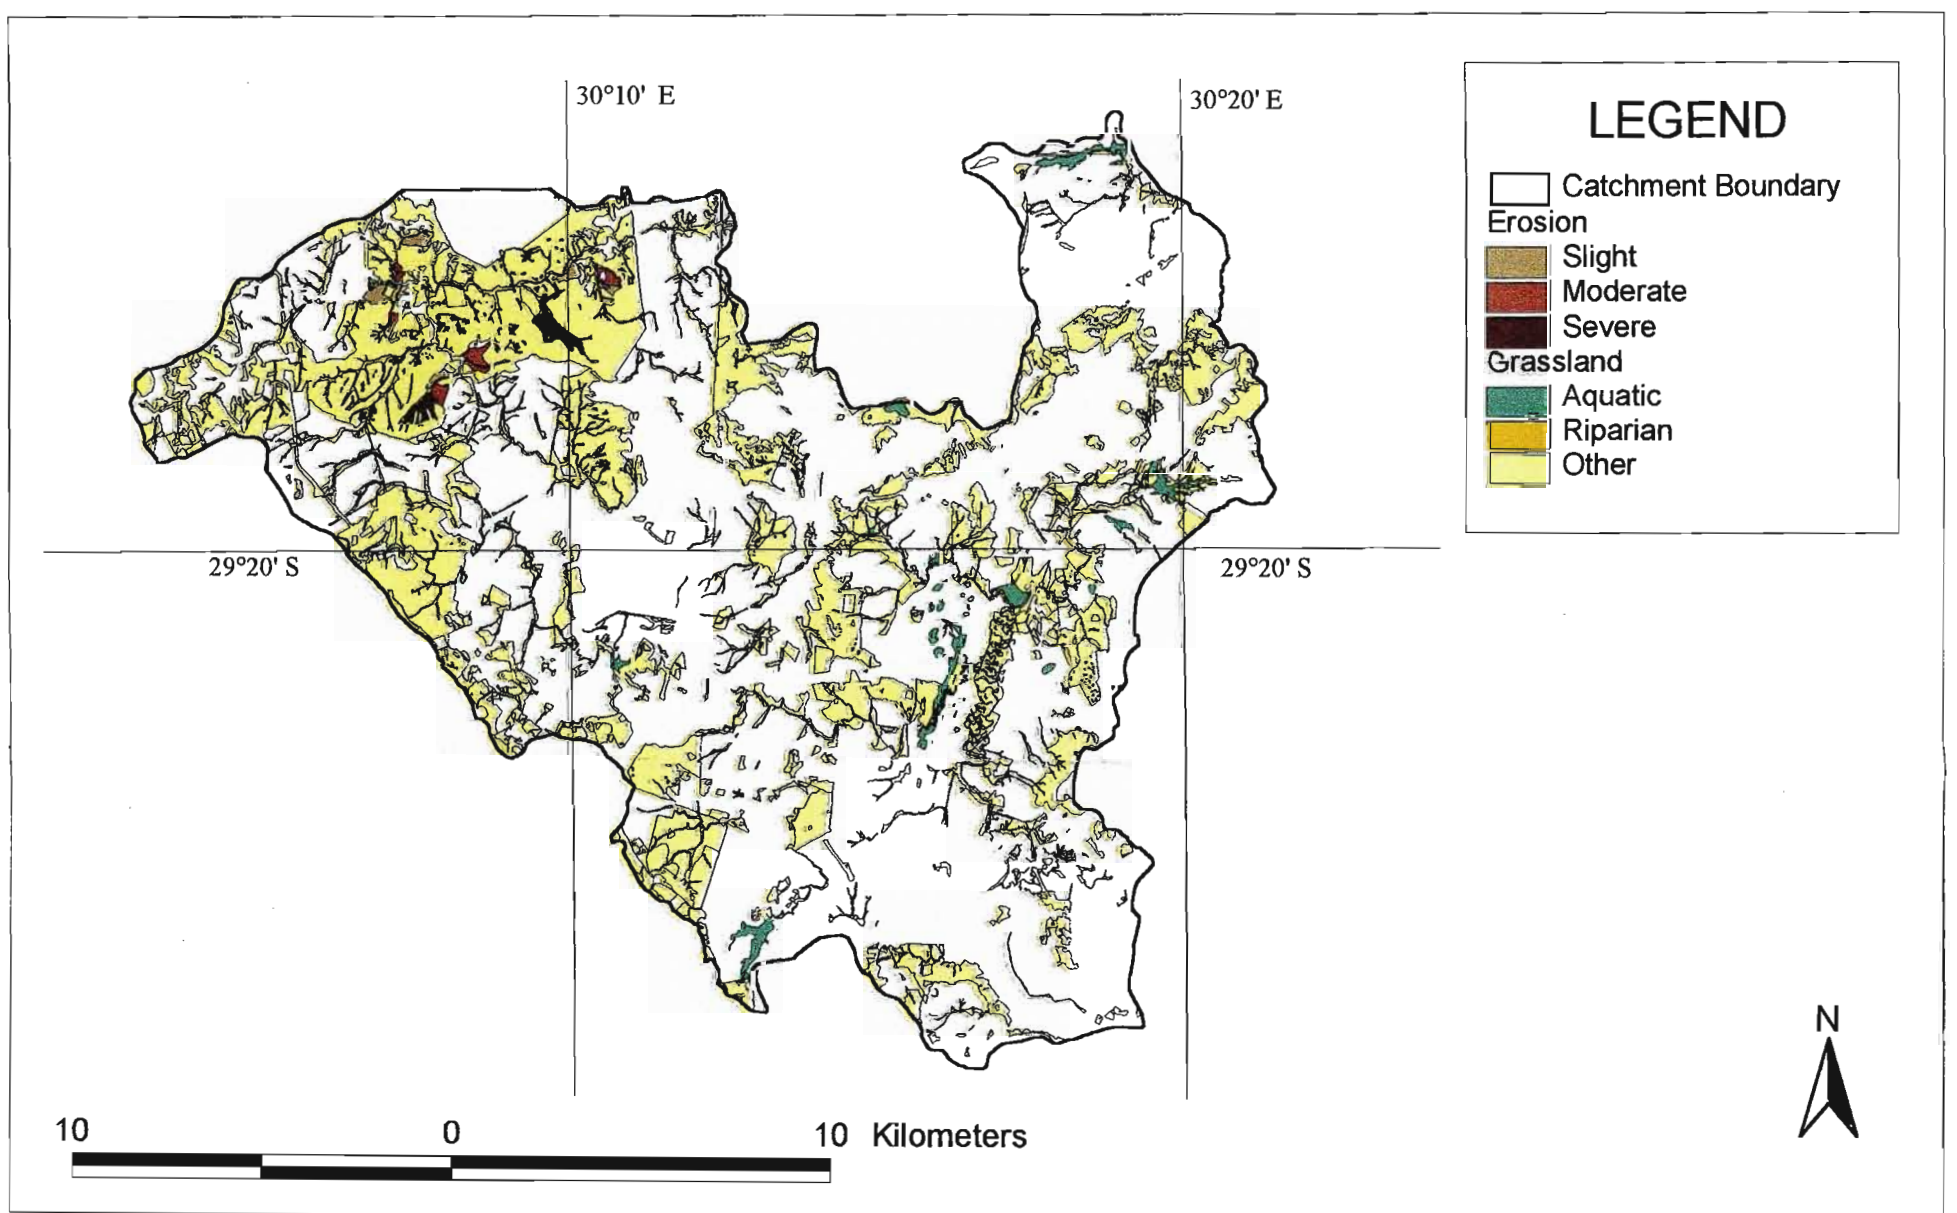 30°10' E
30°20' E
LEGEND
Catchment Boundary
Erosion
Slight
Moderate
Severe
Grassland
Aquatic
Riparian
Other
29°20' S
29°20' S
N
10 0 10 Kilometers